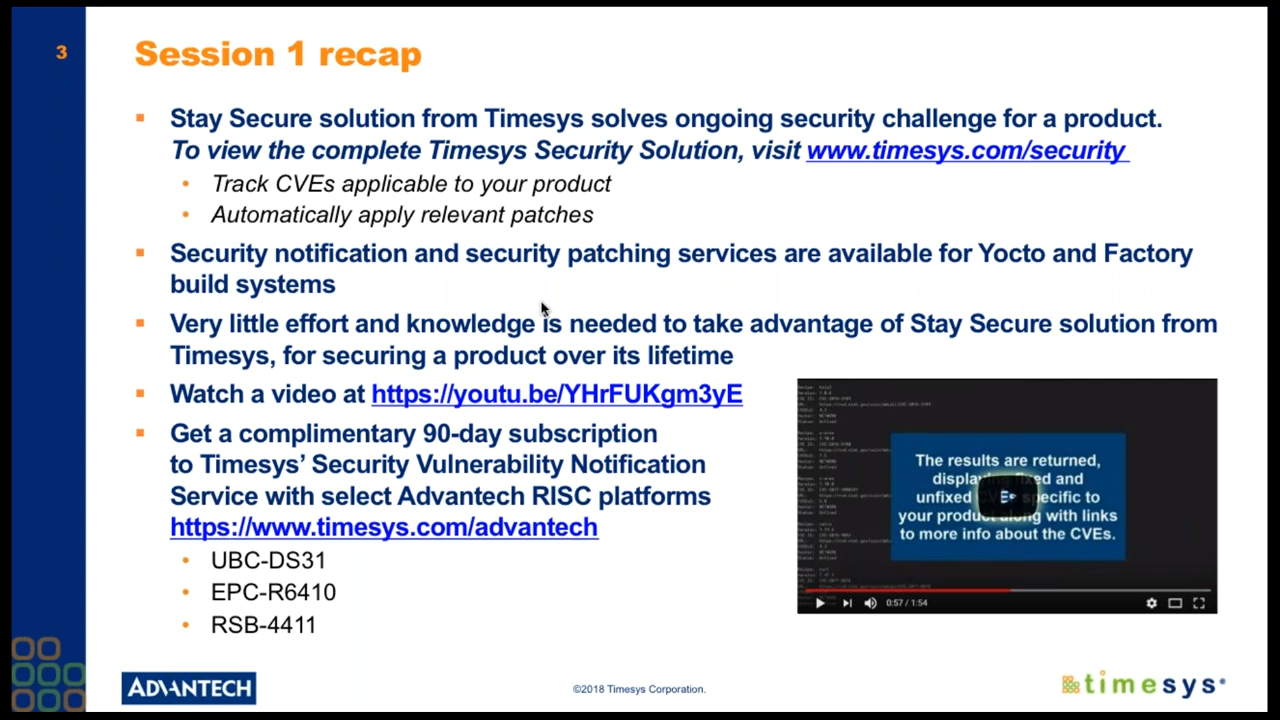 3
Session 1 recap
Stay Secure solution from Timesys solves ongoing security challenge for a product.
To view the complete Timesys Security Solution, visit www.timesys.com/security
Track CVEs applicable to your product
Automatically apply relevant patches
Security notification and security patching services are available for Yocto and Factory
build systems
Very little effort and knowledge is needed to take advantage of Stay Secure solution from
Timesys, for securing a product over its lifetime
Watch a video at https://youtu.be/YHrFUKgm3yE
Get a complimentary 90-day subscription
to Timesys' Security Vulnerability Notification
Service with select Advantech RISC platforms
https://www.timesys.com/advantech
UBC-DS31
EPC-R6410
RSB-4411
The results are returned,
displaying fixed and
unfixed CVEs specific to
your product along with links
to more info about the CVEs.
0:57 / 1:54
ADVANTECH
©2018 Timesys Corporation.
timesys